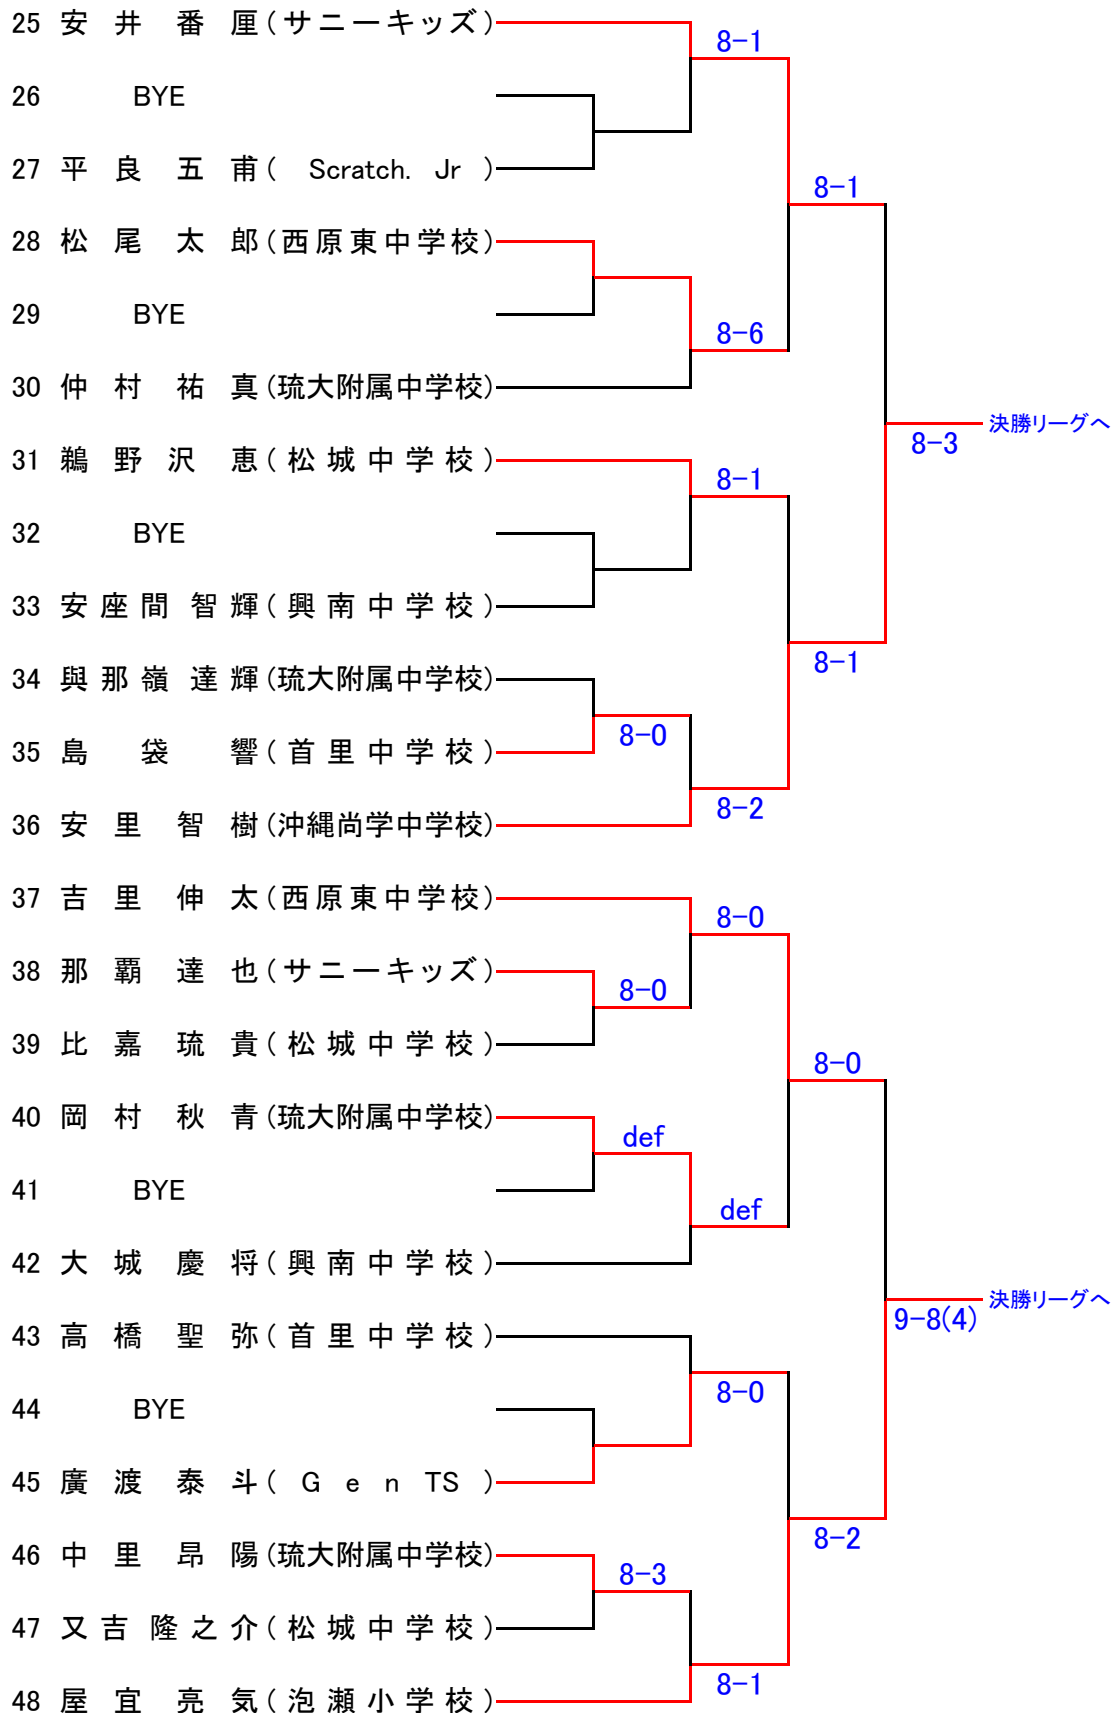 25 安井番厘(サニーキッズ)
8-1
26 BYE
27 平良五甫( Scratch. Jr )
8-1
28 松尾太郎(西原東中学校)
29 BYE
8-6
30 仲村祐真(琉大附属中学校)
決勝リーグへ
8-3
31 鵜野沢恵(松城中学校)
8-1
32 BYE
33 安座間智輝(興南中学校)
8-1
34 與那嶺達輝(琉大附属中学校)
8-0
35 島袋響(首里中学校)
8-2
36 安里智樹(沖縄尚学中学校)
37 吉里伸太(西原東中学校)
8-0
38 那覇達也(サニーキッズ)
8-0
39 比嘉琉貴(松城中学校)
8-0
40 岡村秋青(琉大附属中学校)
def
41 BYE
def
42 大城慶将(興南中学校)
決勝リーグへ
9-8(4)
43 高橋聖弥(首里中学校)
8-0
44 BYE
45 廣渡泰斗( Gen TS )
8-2
46 中里昂陽(琉大附属中学校)
8-3
47 又吉隆之介(松城中学校)
8-1
48 屋宜亮気(泡瀬小学校)